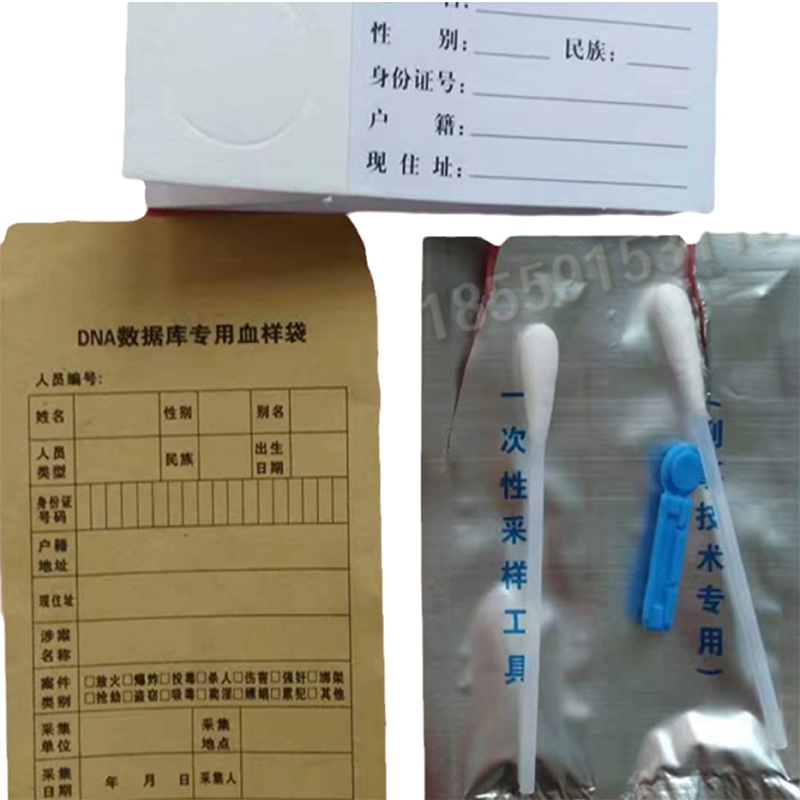 性 别: 民族:
身份证号:
户 籍:
现 住 址:
DNA数据库专用血样袋
人员编号:
姓名 性别 别名
人员类型 民族 出生日期
身份证号码
户籍地址
现住址
涉案名称
案件类别 □放火□爆炸□投毒□杀人□伤害□强奸□绑架
□抢劫□盗窃□吸毒□卖淫□嫖娼□累犯□其他
采集单位 采集地点
采集日期 年 月 日 采集人
一次性采样工具
技术专用)